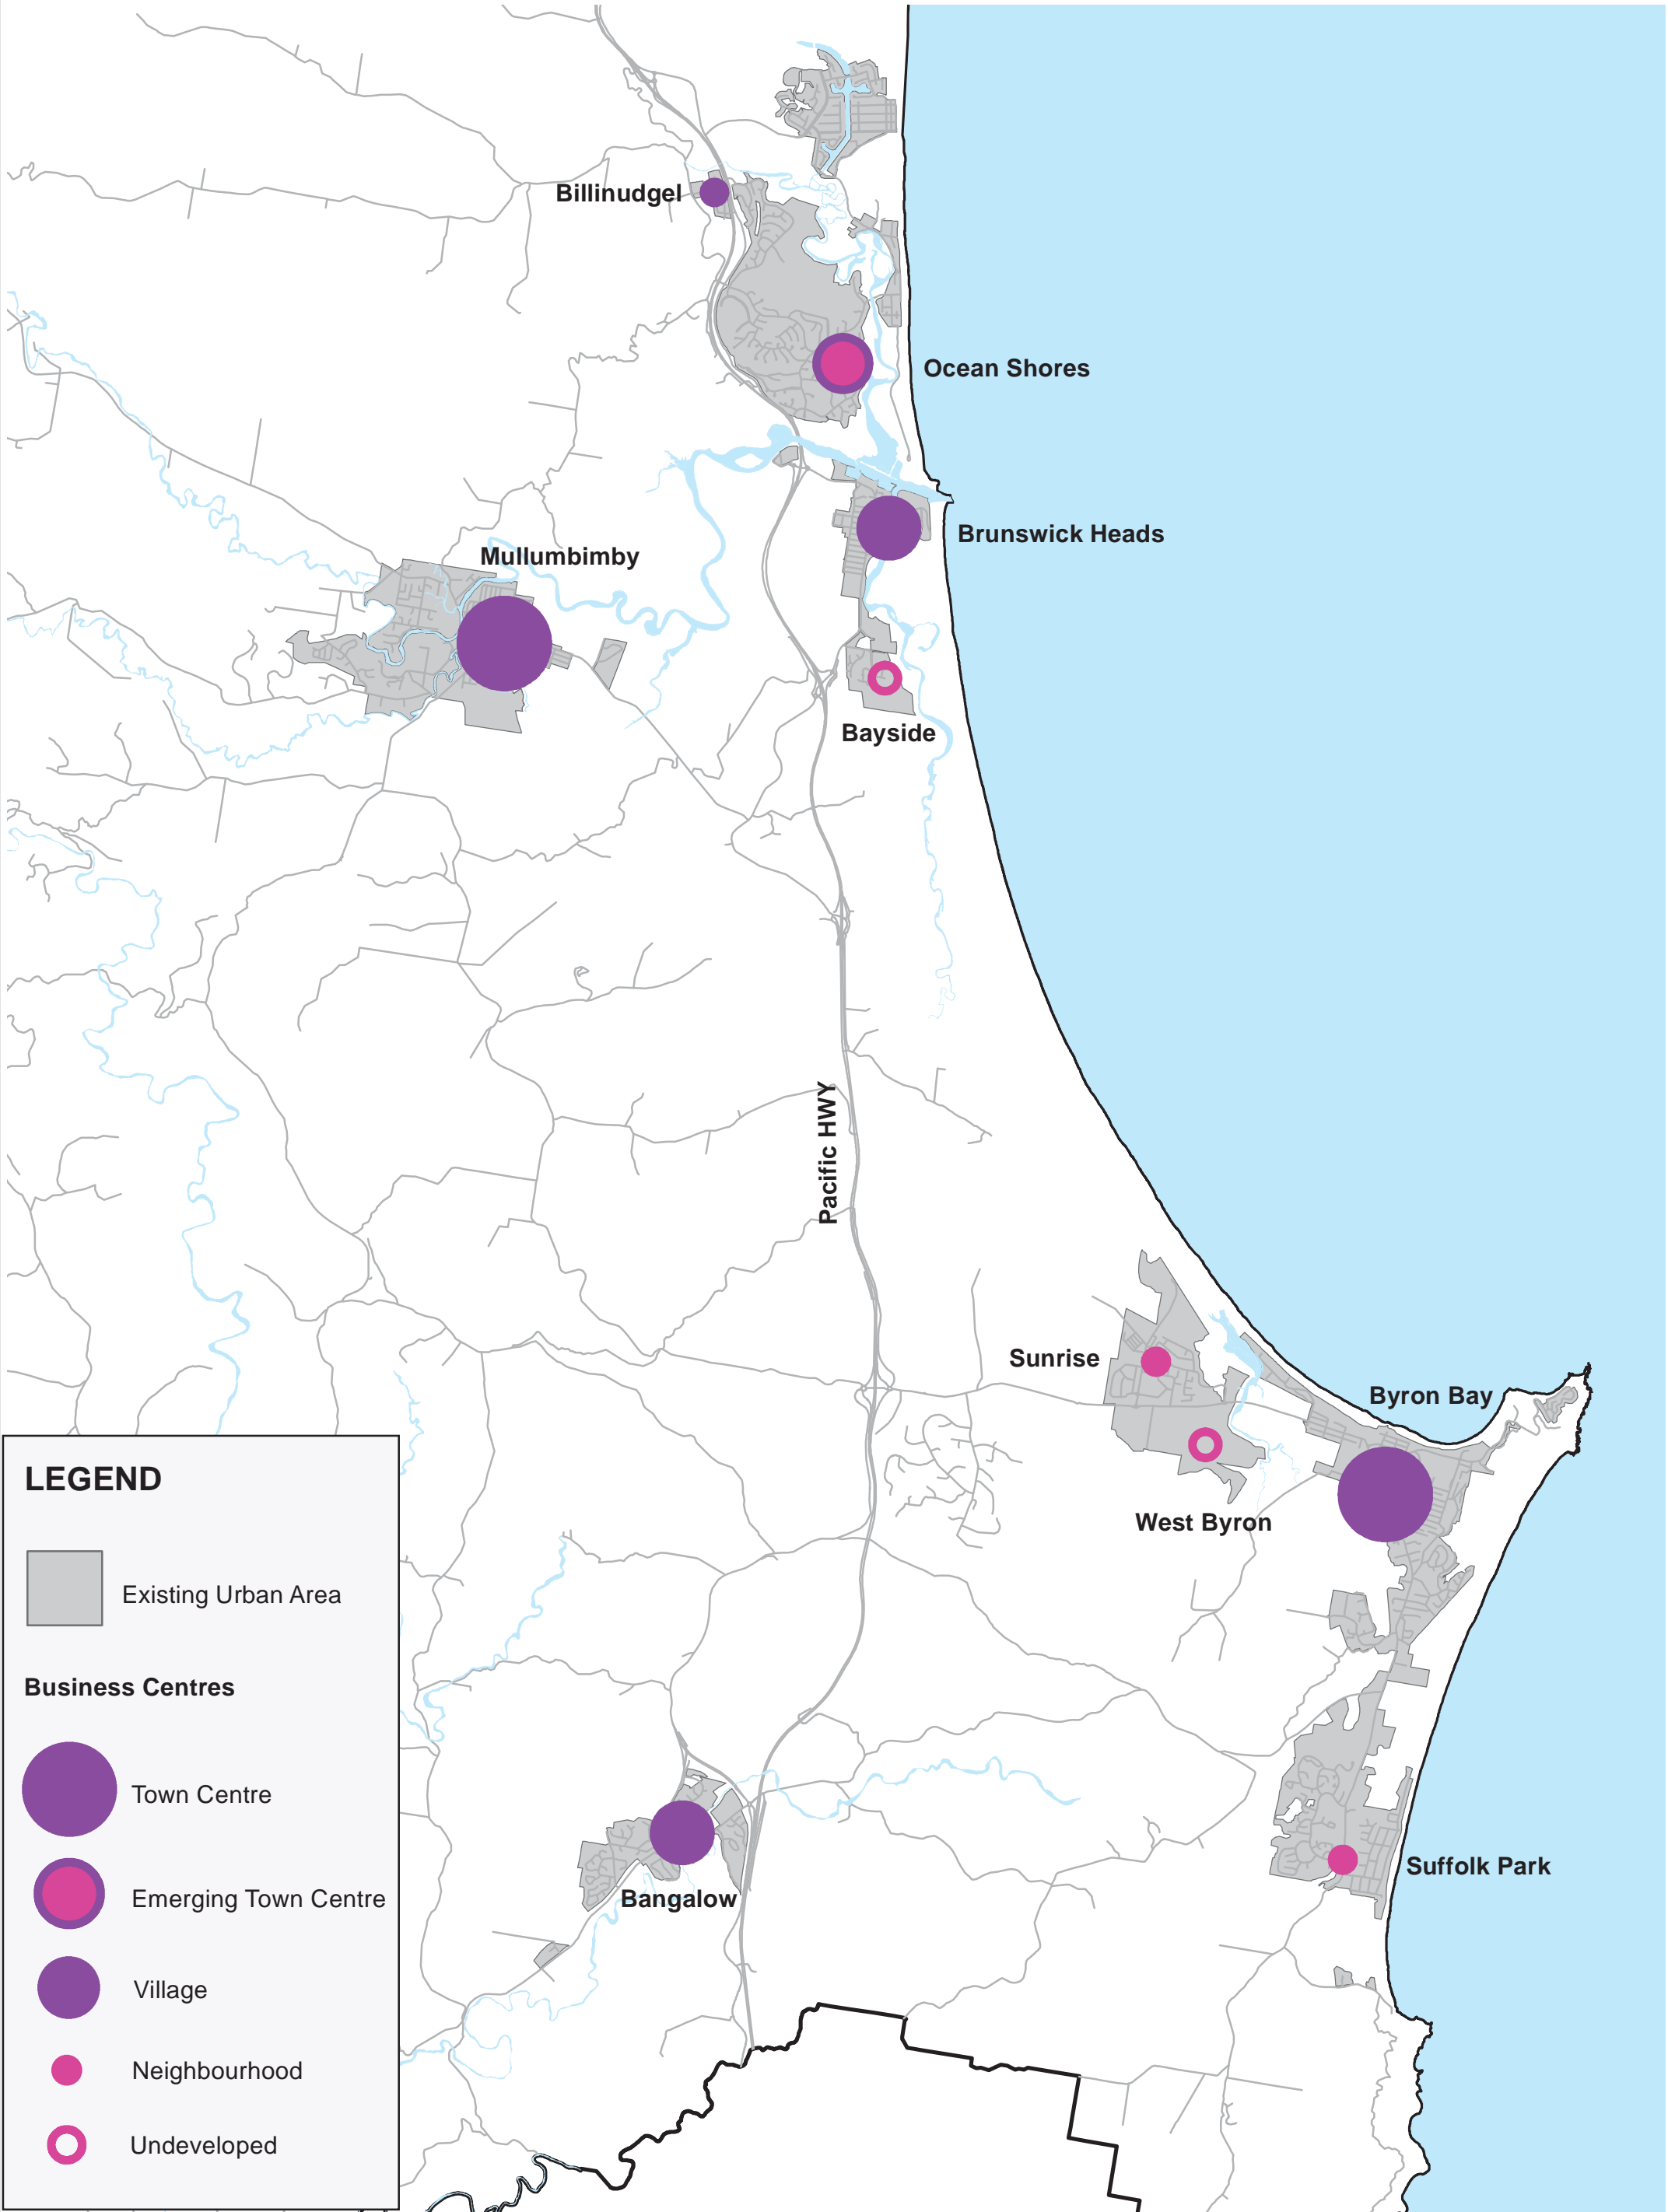 Billinudgel
Ocean Shores
Brunswick Heads
Mullumbimby
Bayside
Pacific HWY
Sunrise
Byron Bay
West Byron
Suffolk Park
Bangalow
LEGEND
Existing Urban Area
Business Centres
Town Centre
Emerging Town Centre
Village
Neighbourhood
Undeveloped